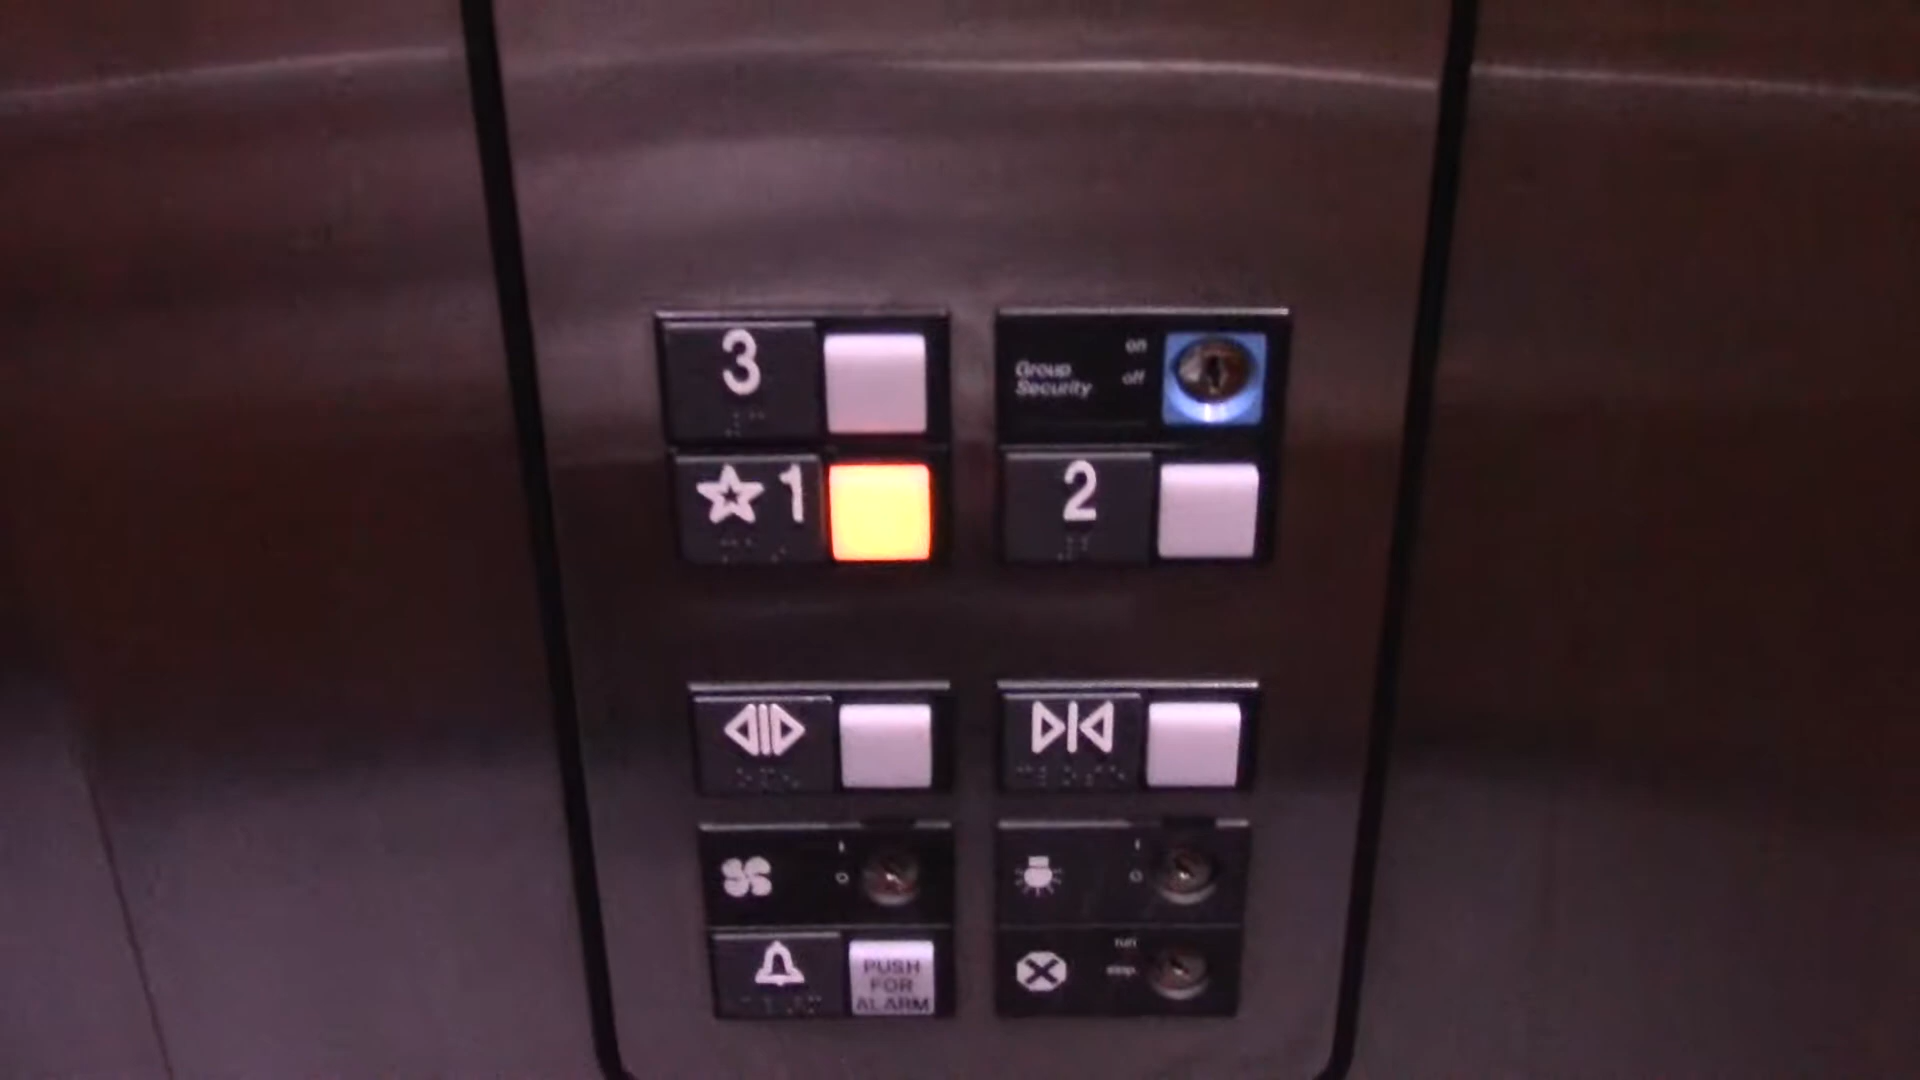 3
on
Group
Security
off
☆ 1
2
I
O
I
O
PUSH
FOR
ALARM
run
stop